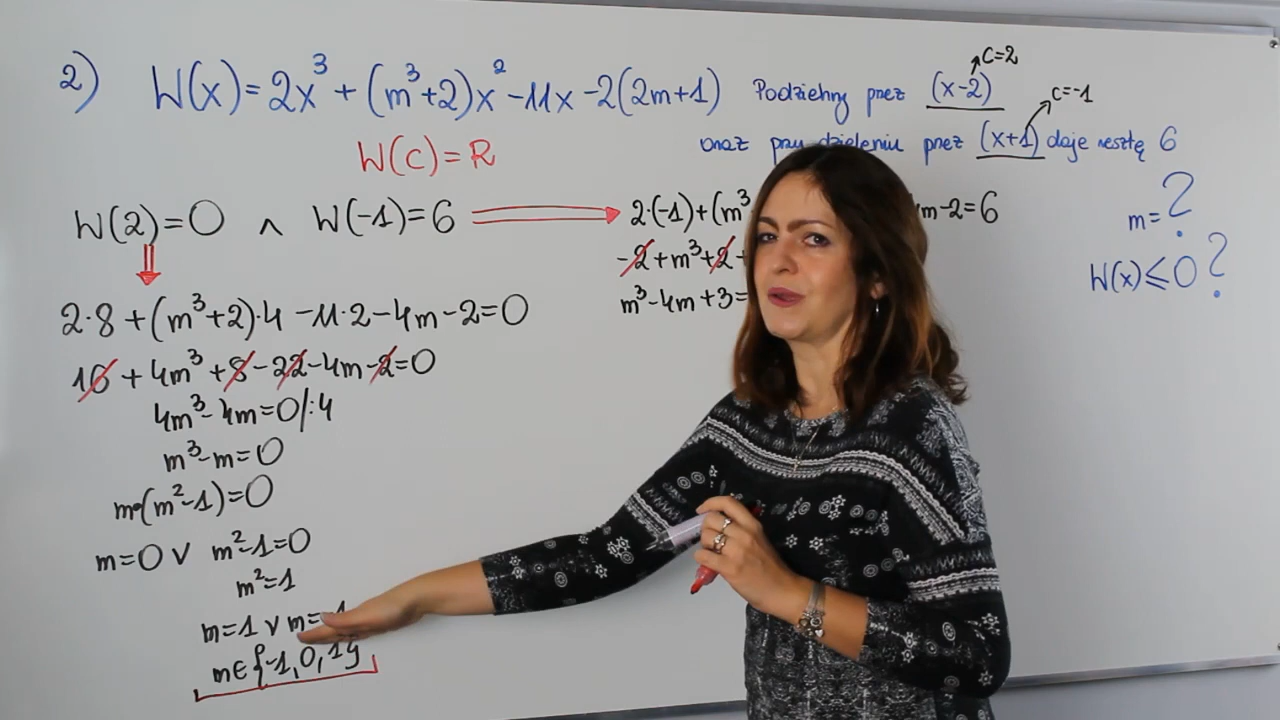 2) W(x)=2x³+(m³+2)x²-11x-2(2m+1) Podzielny przez (x-2) c=2
oraz przy dzieleniu przez (x+1) daje resztę 6 c=-1
W(c)=R
W(2)=0 ∧ W(-1)=6
2·(-1)+(m³ m-2=6
m=?
-2+m³+2+
W(x)≤0?
m³-4m+3=
2·8+(m³+2)·4-11·2-4m-2=0
16+4m³+8-22-4m-2=0
4m³-4m=0/:4
m³-m=0
m(m²-1)=0
m=0 ∨ m²-1=0
m²=1
m=1 ∨ m=-1
m∈{-1,0,1}